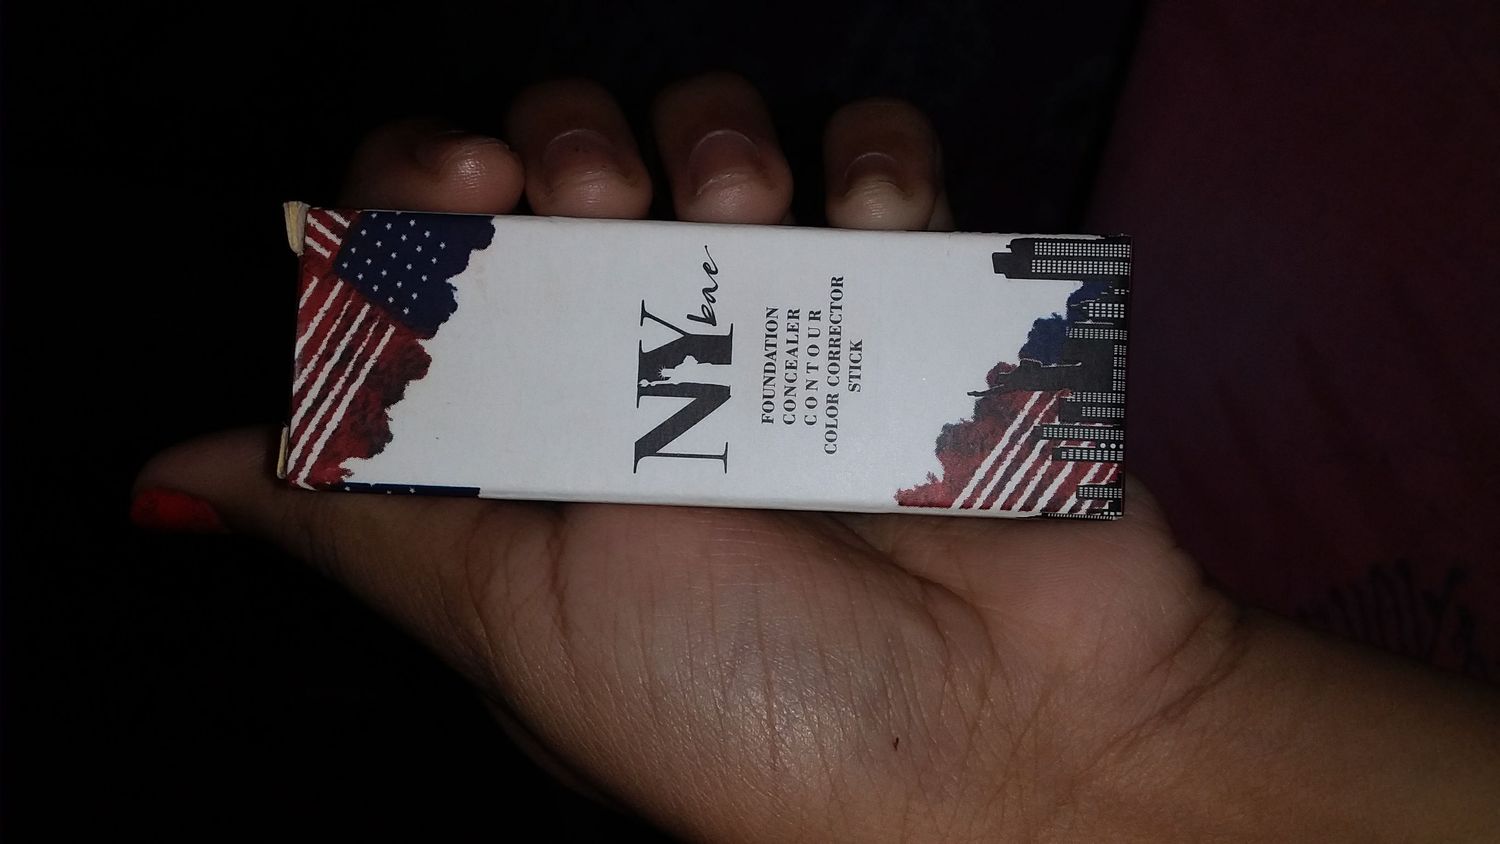 NY bae
FOUNDATION
CONCEALER
CONTOUR
COLOR CORRECTOR
STICK